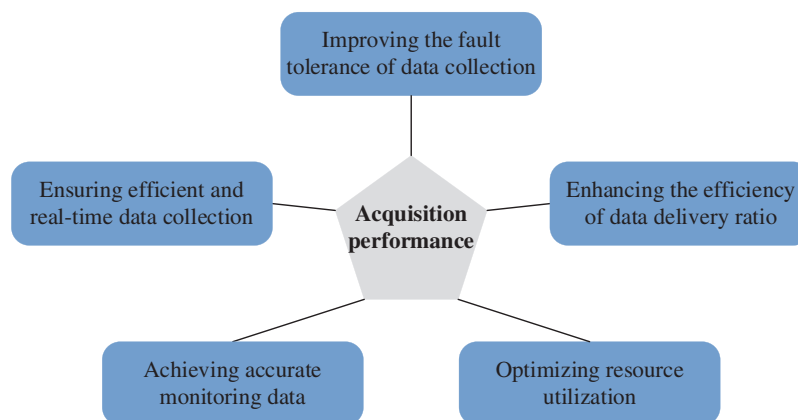 Improving the fault
tolerance of data collection
Ensuring efficient and
real-time data collection
Enhancing the efficiency
of data delivery ratio
Acquisition
performance
Achieving accurate
monitoring data
Optimizing resource
utilization